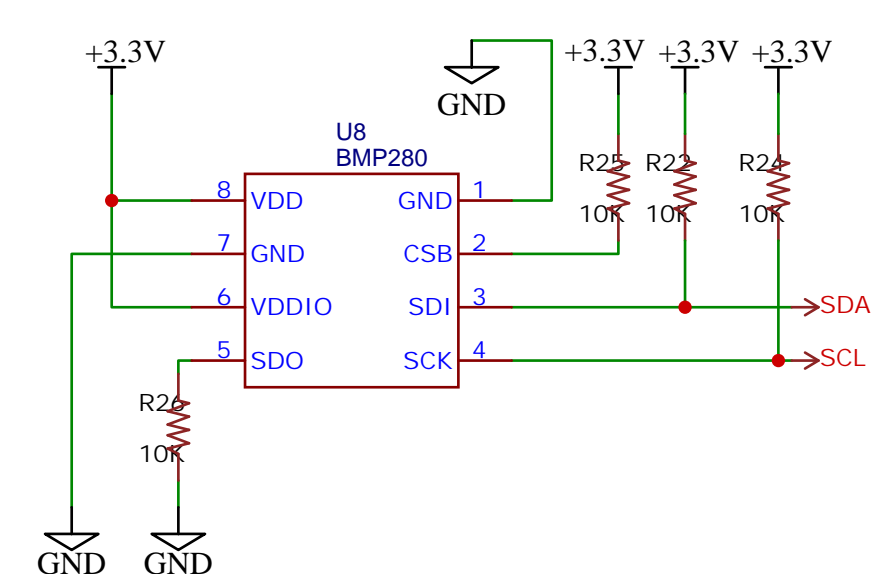 +3.3V
+3.3V
+3.3V
+3.3V
GND
U8
BMP280
R25
R22
R24
10K
10K
10K
8
VDD
GND
1
7
GND
CSB
2
6
VDDIO
SDI
3
SDA
5
SDO
SCK
4
SCL
R26
10K
GND
GND